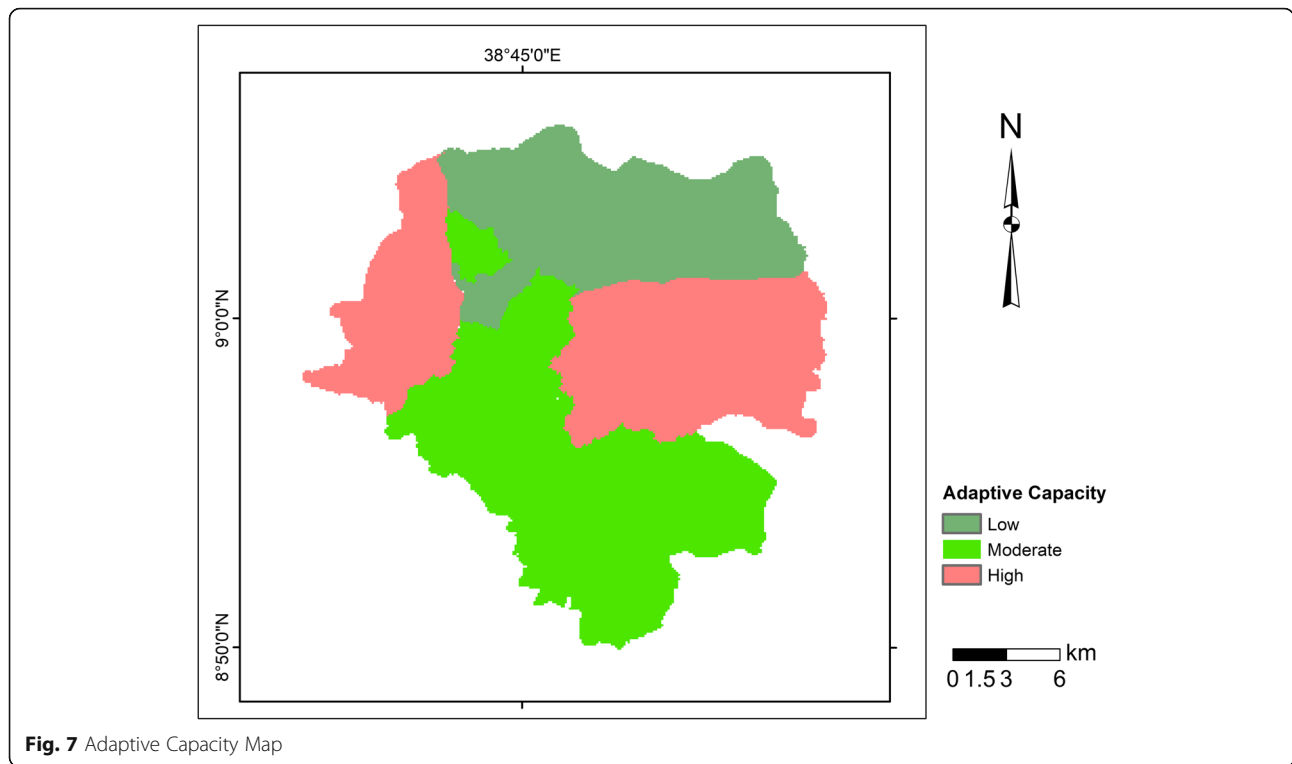 38°45'0"E
N
9°0'0"N
8°50'0"N
Adaptive Capacity
Low
Moderate
High
km
0 1.5 3 6
Fig. 7 Adaptive Capacity Map